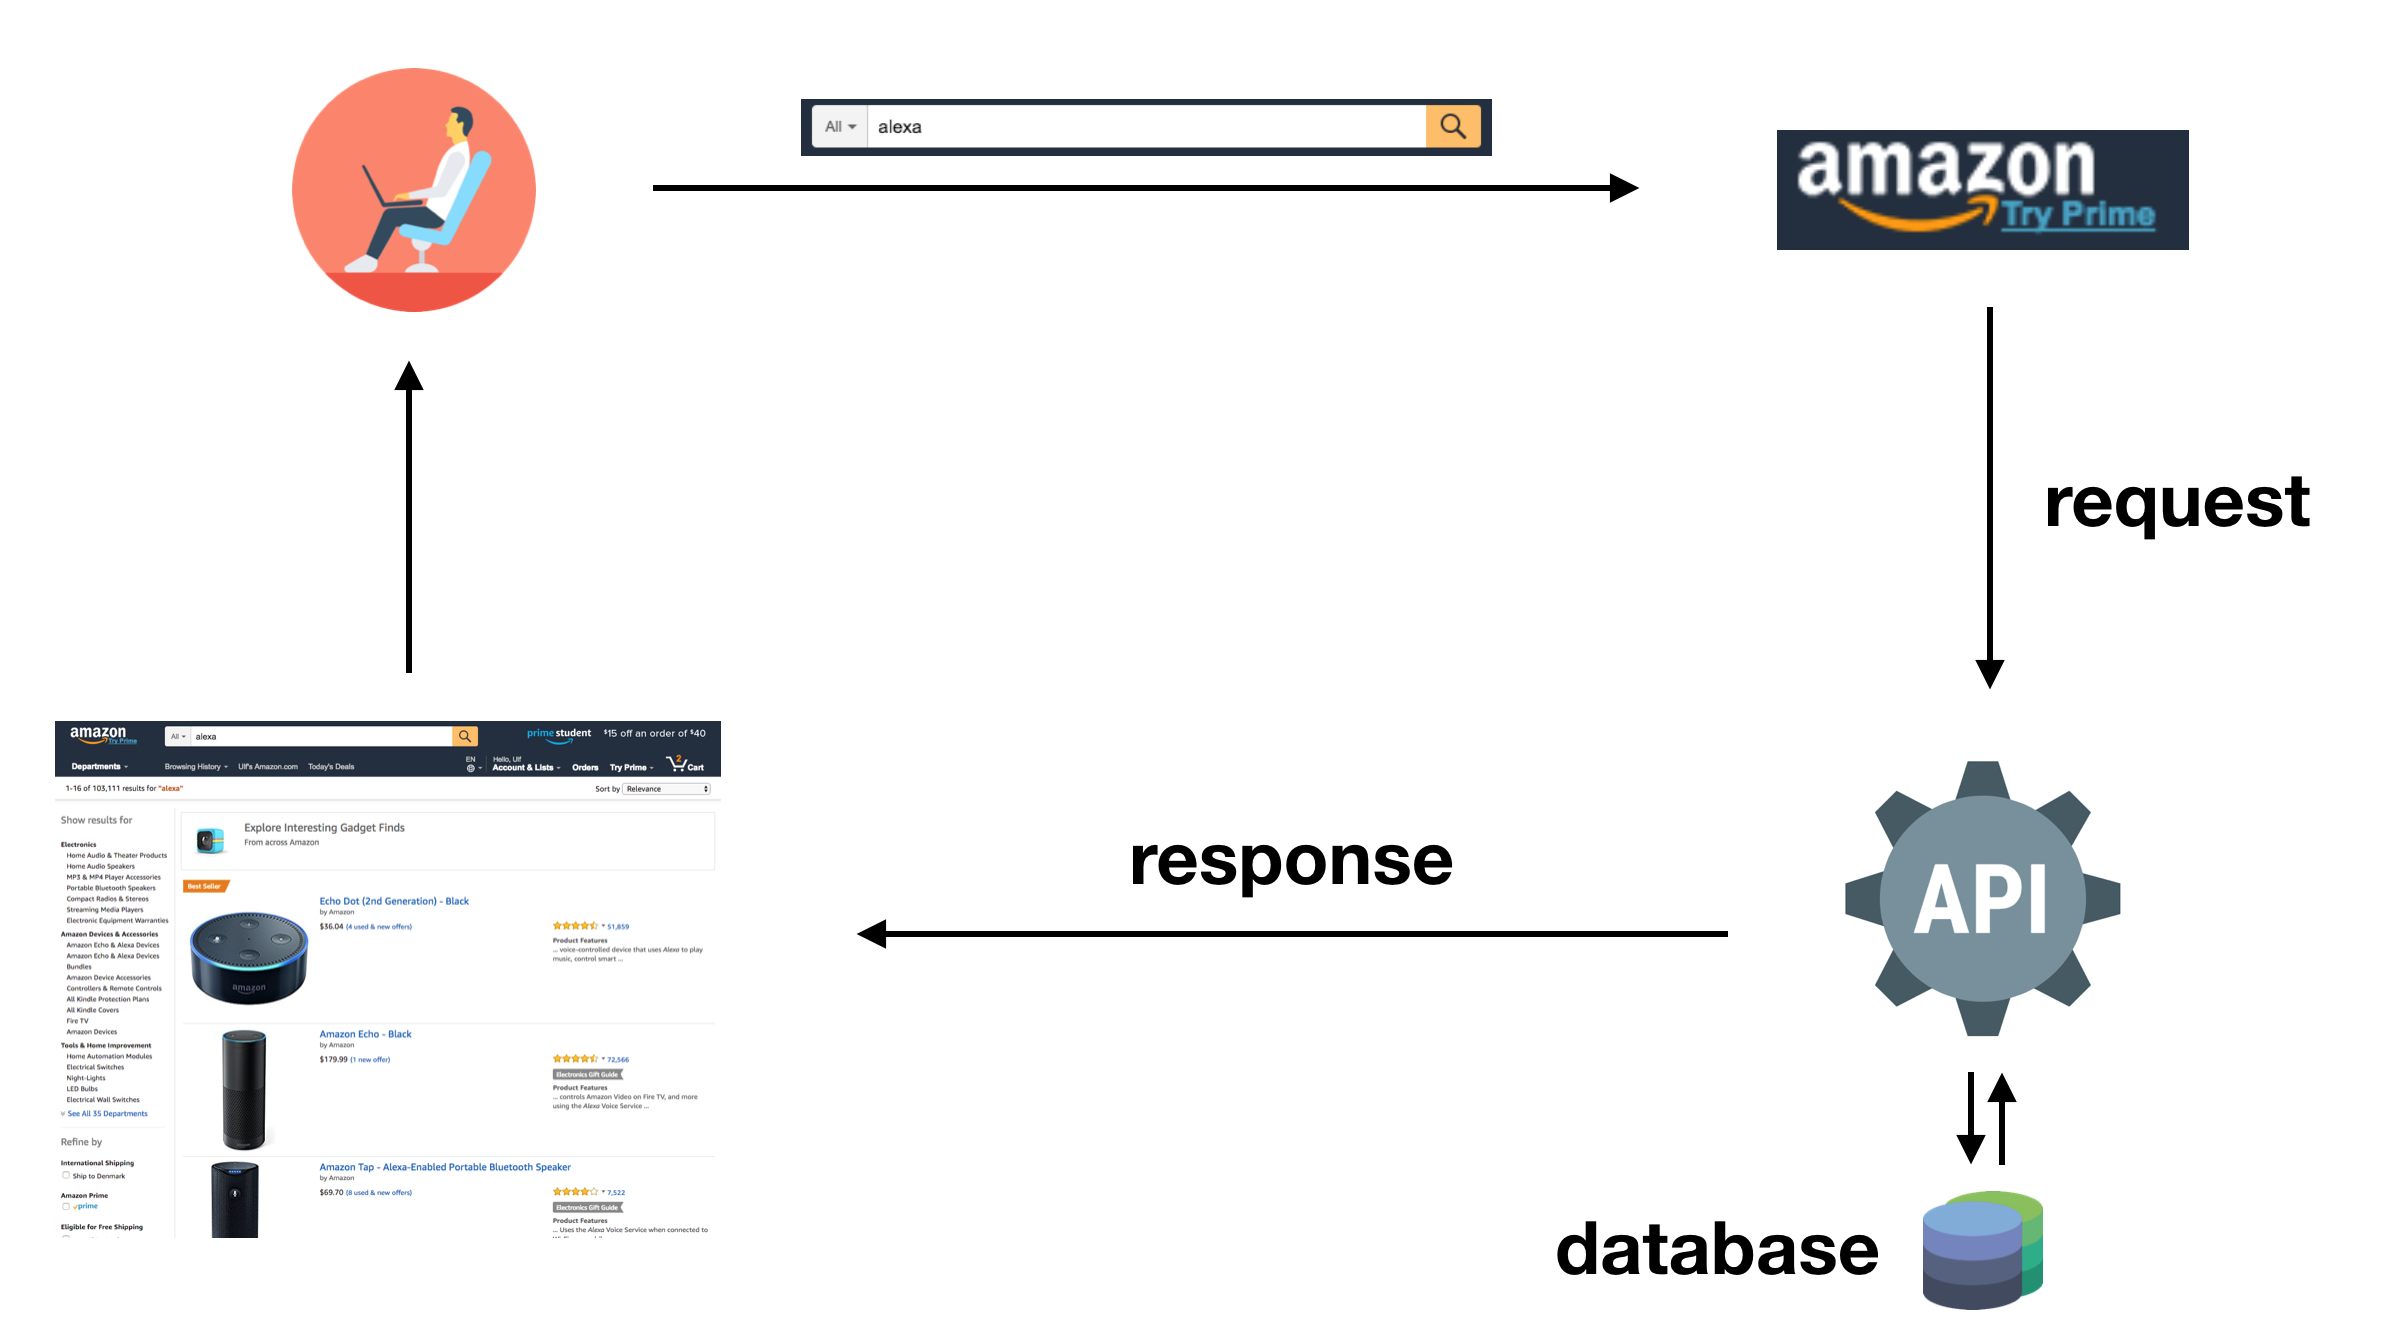 All
alexa
amazon
Try Prime
request
amazon
Try Prime
All
alexa
prime student
$15 off an order of $40
Departments
Browsing History
Ulf's Amazon.com
Today's Deals
EN
Hello, Ulf
Account & Lists
Orders
Try Prime
2
Cart
1-16 of 103,111 results for "alexa"
Sort by
Relevance
Show results for
Electronics
Home Audio & Theater Products
Home Audio Speakers
MP3 & MP4 Player Accessories
Portable Bluetooth Speakers
Compact Radios & Stereos
Streaming Media Players
Electronic Equipment Warranties
Amazon Devices & Accessories
Amazon Echo & Alexa Devices
Amazon Echo & Alexa Devices
Bundles
Amazon Device Accessories
Controllers & Remote Controls
All Kindle Protection Plans
All Kindle Covers
Fire TV
Amazon Devices
Tools & Home Improvement
Home Automation Modules
Electrical Switches
Night-Lights
LED Bulbs
Electrical Wall Switches
See All 35 Departments
Refine by
International Shipping
Ship to Denmark
Amazon Prime
prime
Eligible for Free Shipping
Explore Interesting Gadget Finds
From across Amazon
Best Seller
amazon
Echo Dot (2nd Generation) - Black
by Amazon
$36.04 (4 used & new offers)
51,859
Product Features
... voice-controlled device that uses Alexa to play
music, control smart ...
Amazon Echo - Black
by Amazon
$179.99 (1 new offer)
72,566
Electronics Gift Guide
Product Features
... controls Amazon Video on Fire TV, and more
using the Alexa Voice Service ...
Amazon Tap - Alexa-Enabled Portable Bluetooth Speaker
by Amazon
$69.70 (8 used & new offers)
7,522
Electronics Gift Guide
Product Features
... Uses the Alexa Voice Service when connected to
response
API
database